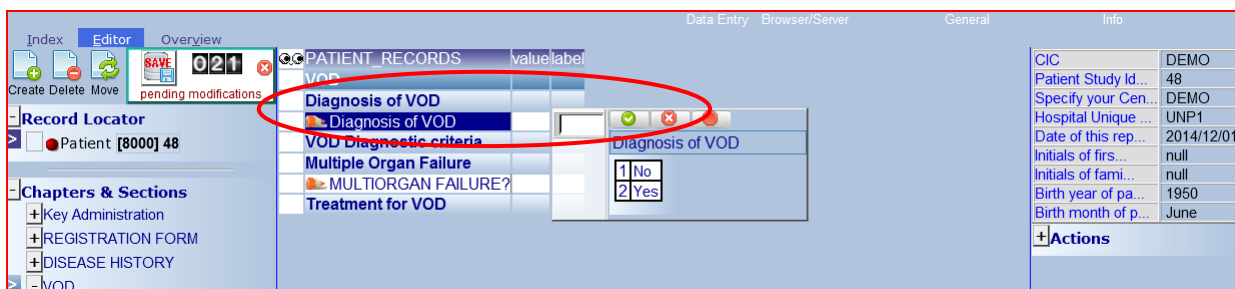 Data Entry Browser/Server General Info
Index Editor Overview
SAVE 021
Create Delete Move pending modifications
Record Locator
Patient [8000] 48
Chapters & Sections
Key Administration
REGISTRATION FORM
DISEASE HISTORY
VOD
PATIENT_RECORDS value label
VOD
Diagnosis of VOD
Diagnosis of VOD
VOD Diagnostic criteria
Multiple Organ Failure
MULTIORGAN FAILURE?
Treatment for VOD
Diagnosis of VOD
1 No
2 Yes
CIC DEMO
Patient Study Id... 48
Specify your Cen... DEMO
Hospital Unique ... UNP1
Date of this rep... 2014/12/01
Initials of firs... null
Initials of fami... null
Birth year of pa... 1950
Birth month of p... June
Actions